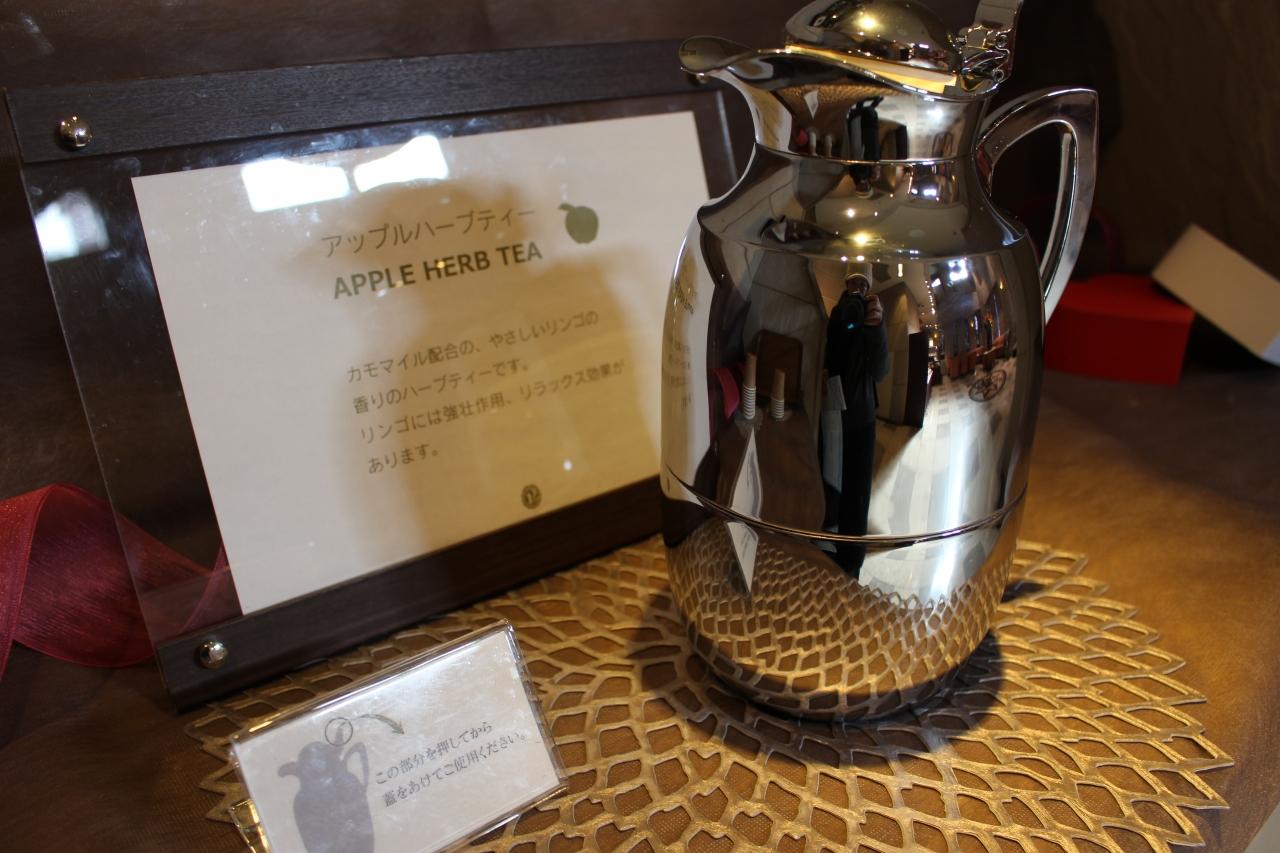 アップルハーブティー
APPLE HERB TEA
カモマイル配合の、やさしいリンゴの
香りのハーブティーです。
リンゴには強壮作用、リラックス効果が
あります。
この部分を押してから
蓋をあけてご使用ください。